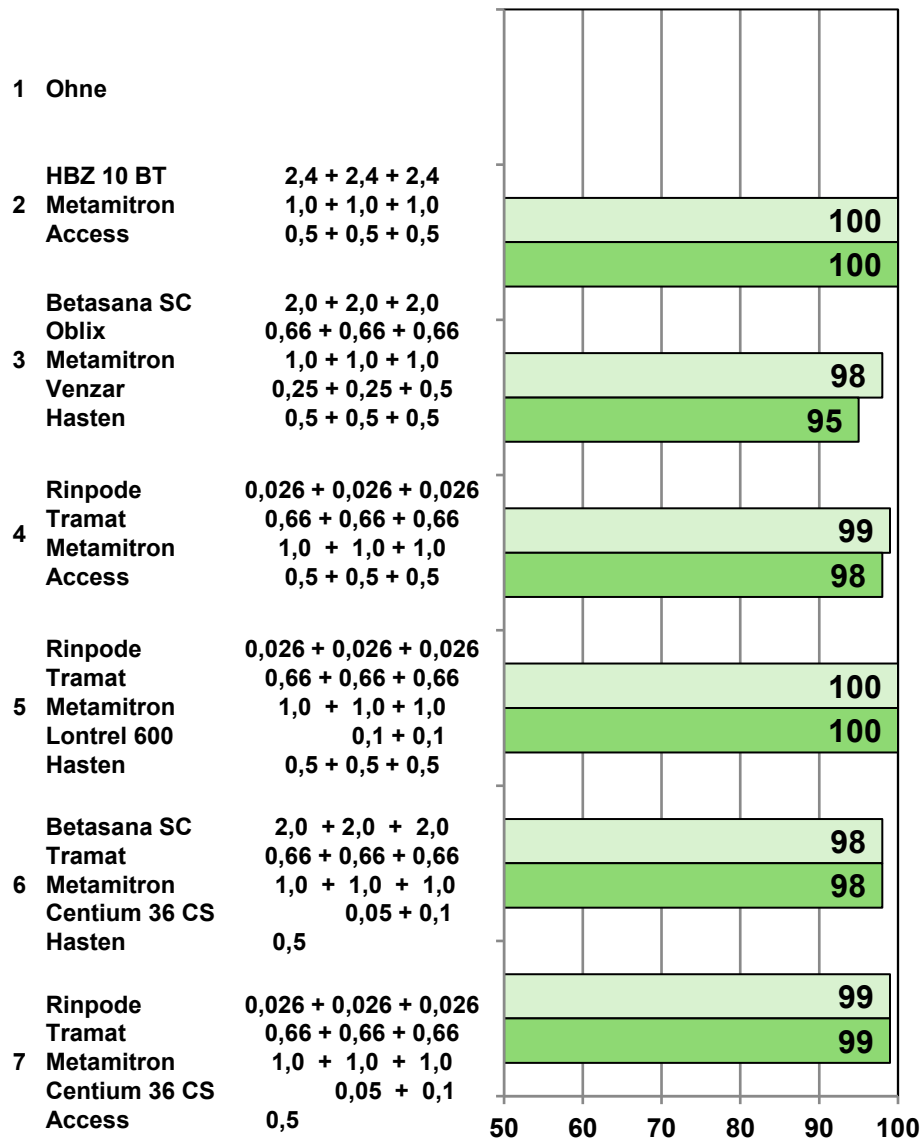 1 Ohne
HBZ 10 BT 2,4 + 2,4 + 2,4
2 Metamitron 1,0 + 1,0 + 1,0
Access 0,5 + 0,5 + 0,5
100
100
Betasana SC 2,0 + 2,0 + 2,0
Oblix 0,66 + 0,66 + 0,66
3 Metamitron 1,0 + 1,0 + 1,0
Venzar 0,25 + 0,25 + 0,5
Hasten 0,5 + 0,5 + 0,5
98
95
Rinpode 0,026 + 0,026 + 0,026
Tramat 0,66 + 0,66 + 0,66
4
Metamitron 1,0 + 1,0 + 1,0
Access 0,5 + 0,5 + 0,5
99
98
Rinpode 0,026 + 0,026 + 0,026
Tramat 0,66 + 0,66 + 0,66
5 Metamitron 1,0 + 1,0 + 1,0
Lontrel 600 0,1 + 0,1
Hasten 0,5 + 0,5 + 0,5
100
100
Betasana SC 2,0 + 2,0 + 2,0
Tramat 0,66 + 0,66 + 0,66
6 Metamitron 1,0 + 1,0 + 1,0
Centium 36 CS 0,05 + 0,1
Hasten 0,5
98
98
Rinpode 0,026 + 0,026 + 0,026
Tramat 0,66 + 0,66 + 0,66
7 Metamitron 1,0 + 1,0 + 1,0
Centium 36 CS 0,05 + 0,1
Access 0,5
99
99
50 60 70 80 90 100